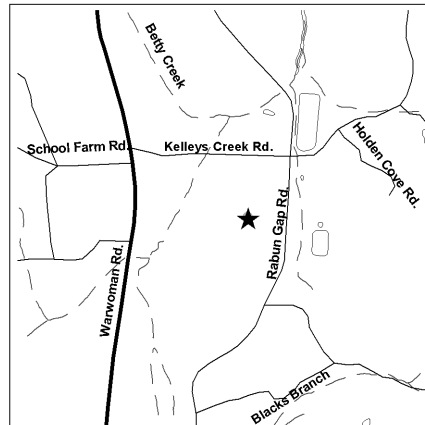 Betty Creek
School Farm Rd.
Kelleys Creek Rd.
Holden Cove Rd.
Rabun Gap Rd.
Warwoman Rd.
Blacks Branch